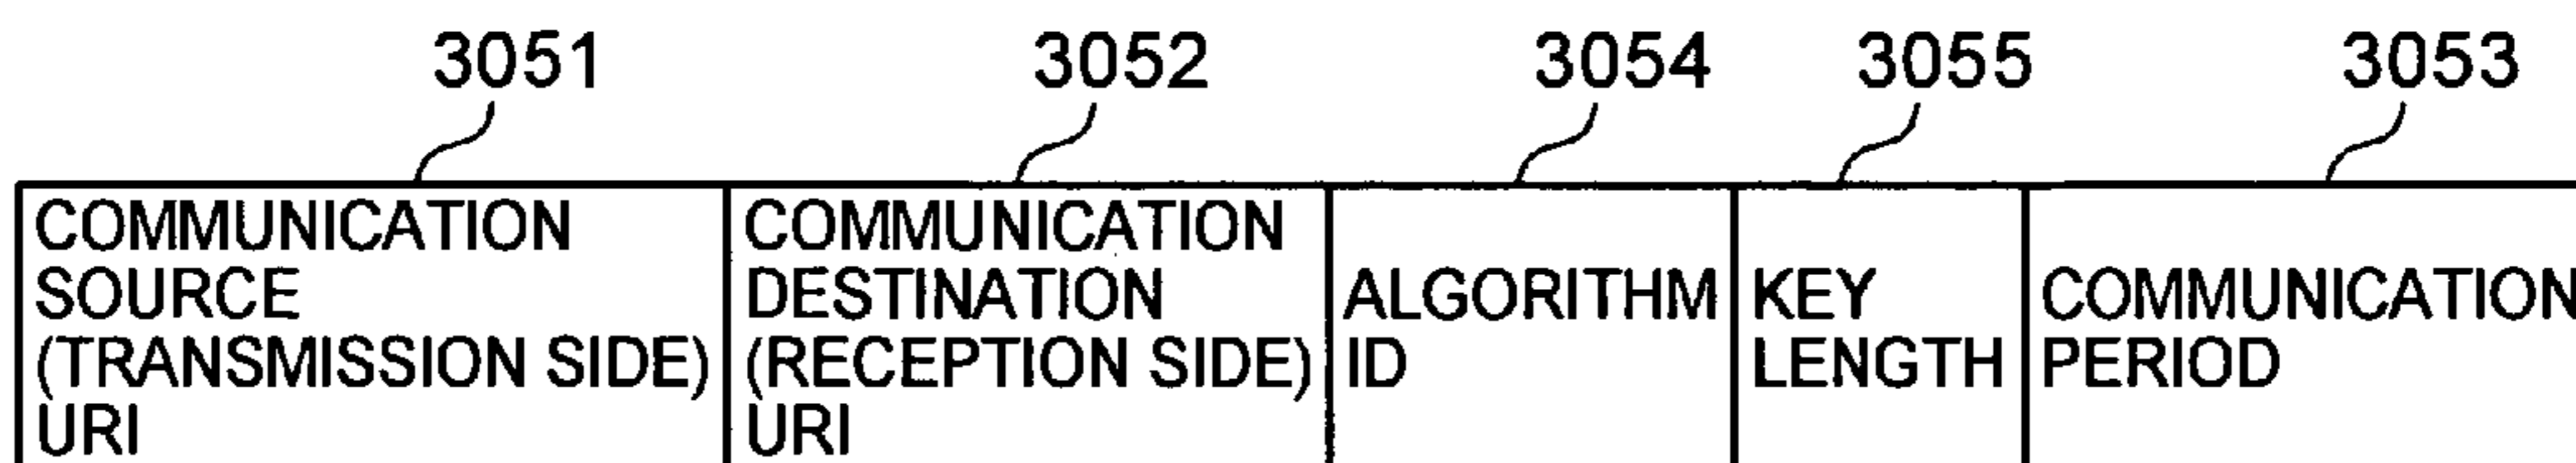 3051 3052 3054 3055 3053
COMMUNICATION
SOURCE
(TRANSMISSION SIDE)
URI
COMMUNICATION
DESTINATION
(RECEPTION SIDE)
URI
ALGORITHM
ID
KEY
LENGTH
COMMUNICATION
PERIOD